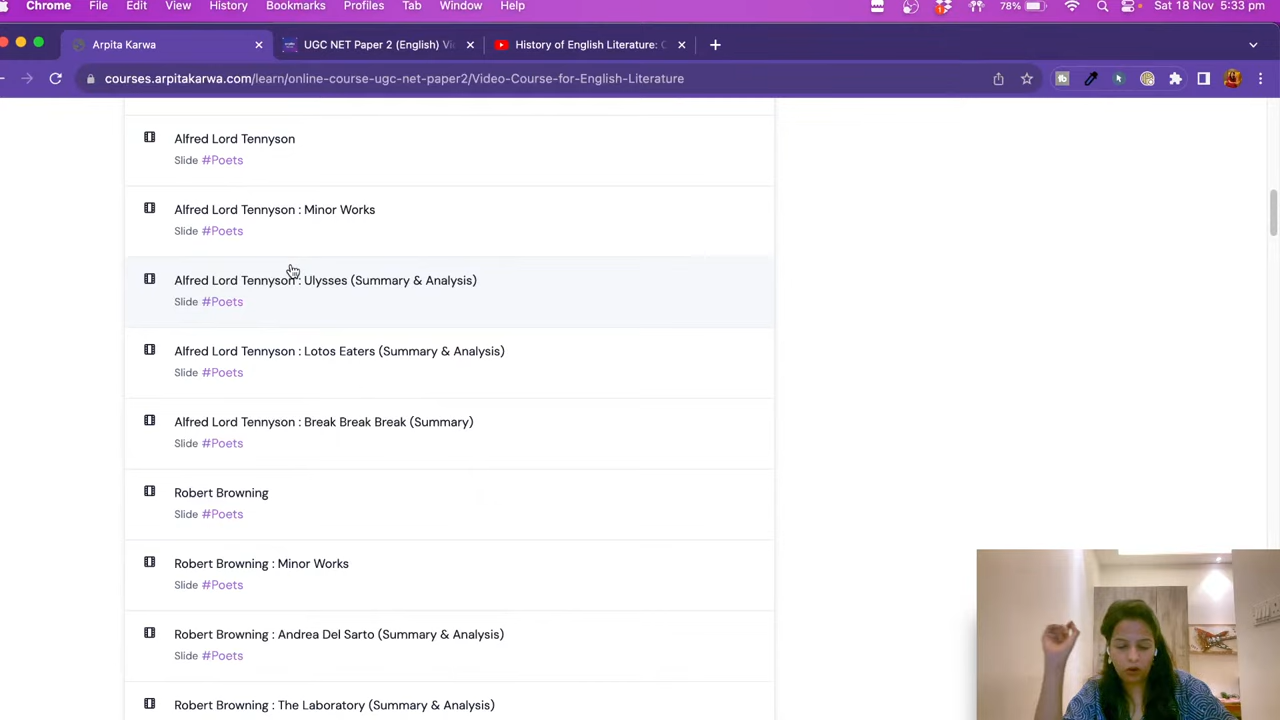 Chrome File Edit View History Bookmarks Profiles Tab Window Help 78% Sat 18 Nov 5:33 pm
Arpita Karwa UGC NET Paper 2 (English) Vi History of English Literature: C
courses.arpitakarwa.com/learn/online-course-ugc-net-paper2/Video-Course-for-English-Literature
Alfred Lord Tennyson
Slide #Poets
Alfred Lord Tennyson : Minor Works
Slide #Poets
Alfred Lord Tennyson : Ulysses (Summary & Analysis)
Slide #Poets
Alfred Lord Tennyson : Lotos Eaters (Summary & Analysis)
Slide #Poets
Alfred Lord Tennyson : Break Break Break (Summary)
Slide #Poets
Robert Browning
Slide #Poets
Robert Browning : Minor Works
Slide #Poets
Robert Browning : Andrea Del Sarto (Summary & Analysis)
Slide #Poets
Robert Browning : The Laboratory (Summary & Analysis)